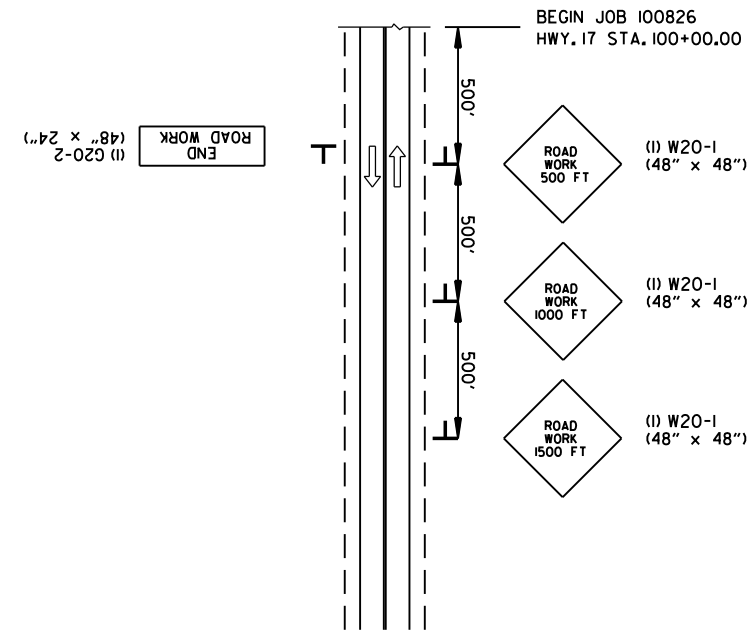 BEGIN JOB 100826
HWY. 17 STA. 100+00.00
500'
END
ROAD WORK
(1) G20-2
(48" x 24")
ROAD
WORK
500 FT
(1) W20-1
(48" x 48")
500'
ROAD
WORK
1000 FT
(1) W20-1
(48" x 48")
500'
ROAD
WORK
1500 FT
(1) W20-1
(48" x 48")